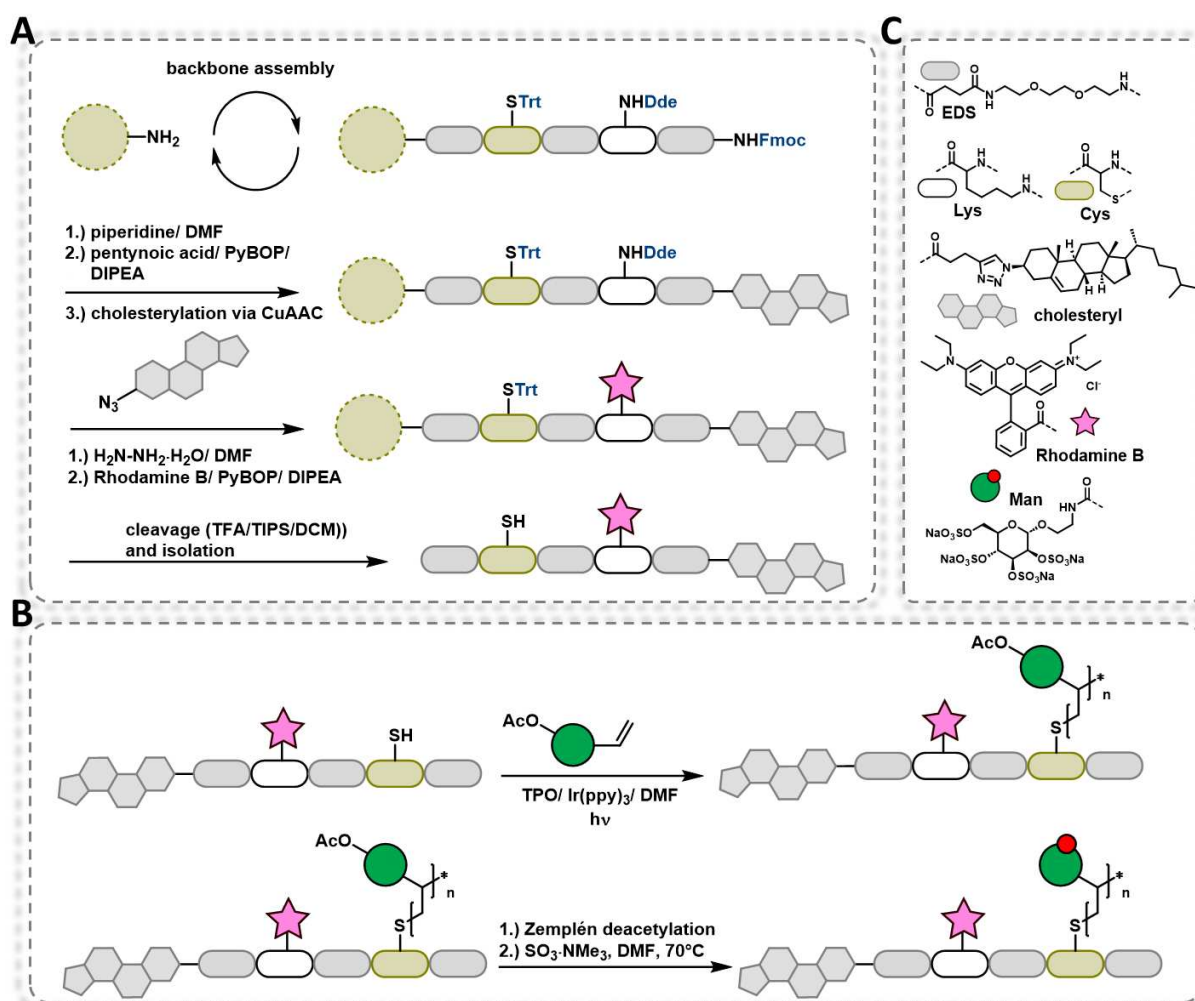 A
backbone assembly
NH₂
STrt
NHDde
NHFmoc
1.) piperidine/ DMF
2.) pentynoic acid/ PyBOP/
DIPEA
3.) cholesterylation via CuAAC
STrt
NHDde
N₃
STrt
1.) H₂N-NH₂·H₂O/ DMF
2.) Rhodamine B/ PyBOP/ DIPEA
cleavage (TFA/TIPS/DCM))
and isolation
SH
C
O
O
N
H
O
O
H
N
EDS
O
H
N
H
N
Lys
O
H
N
S
Cys
O
N
N=N
H
H
H
cholesteryl
N
O
N⁺
Cl⁻
O
Rhodamine B
Man
O
HN
NaO₃SO
O
O
NaO₃SO
NaO₃SO
OSO₃Na
OSO₃Na
B
SH
AcO
TPO/ Ir(ppy)₃/ DMF
hν
AcO
*
n
S
AcO
*
n
S
1.) Zemplén deacetylation
2.) SO₃·NMe₃, DMF, 70°C
*
n
S